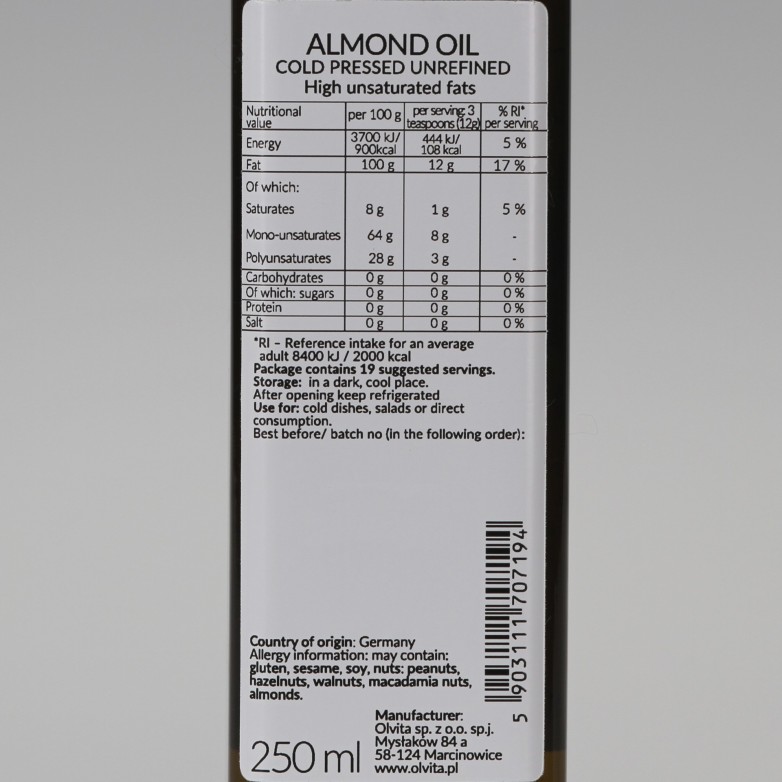 ALMOND OIL
COLD PRESSED UNREFINED
High unsaturated fats
Nutritional value per 100 g per serving 3 teaspoons (12g) % RI* per serving
Energy 3700 kJ/ 900kcal 444 kJ/ 108 kcal 5 %
Fat 100 g 12 g 17 %
Of which:
Saturates 8 g 1 g 5 %
Mono-unsaturates 64 g 8 g -
Polyunsaturates 28 g 3 g -
Carbohydrates 0 g 0 g 0 %
Of which: sugars 0 g 0 g 0 %
Protein 0 g 0 g 0 %
Salt 0 g 0 g 0 %
*RI – Reference intake for an average
adult 8400 kJ / 2000 kcal
Package contains 19 suggested servings.
Storage: in a dark, cool place.
After opening keep refrigerated
Use for: cold dishes, salads or direct
consumption.
Best before/ batch no (in the following order):
5 903111 707194
Country of origin: Germany
Allergy information: may contain:
gluten, sesame, soy, nuts: peanuts,
hazelnuts, walnuts, macadamia nuts,
almonds.
250 ml
Manufacturer:
Olvita sp. z o.o. sp.j.
Mysłaków 84 a
58-124 Marcinowice
www.olvita.pl